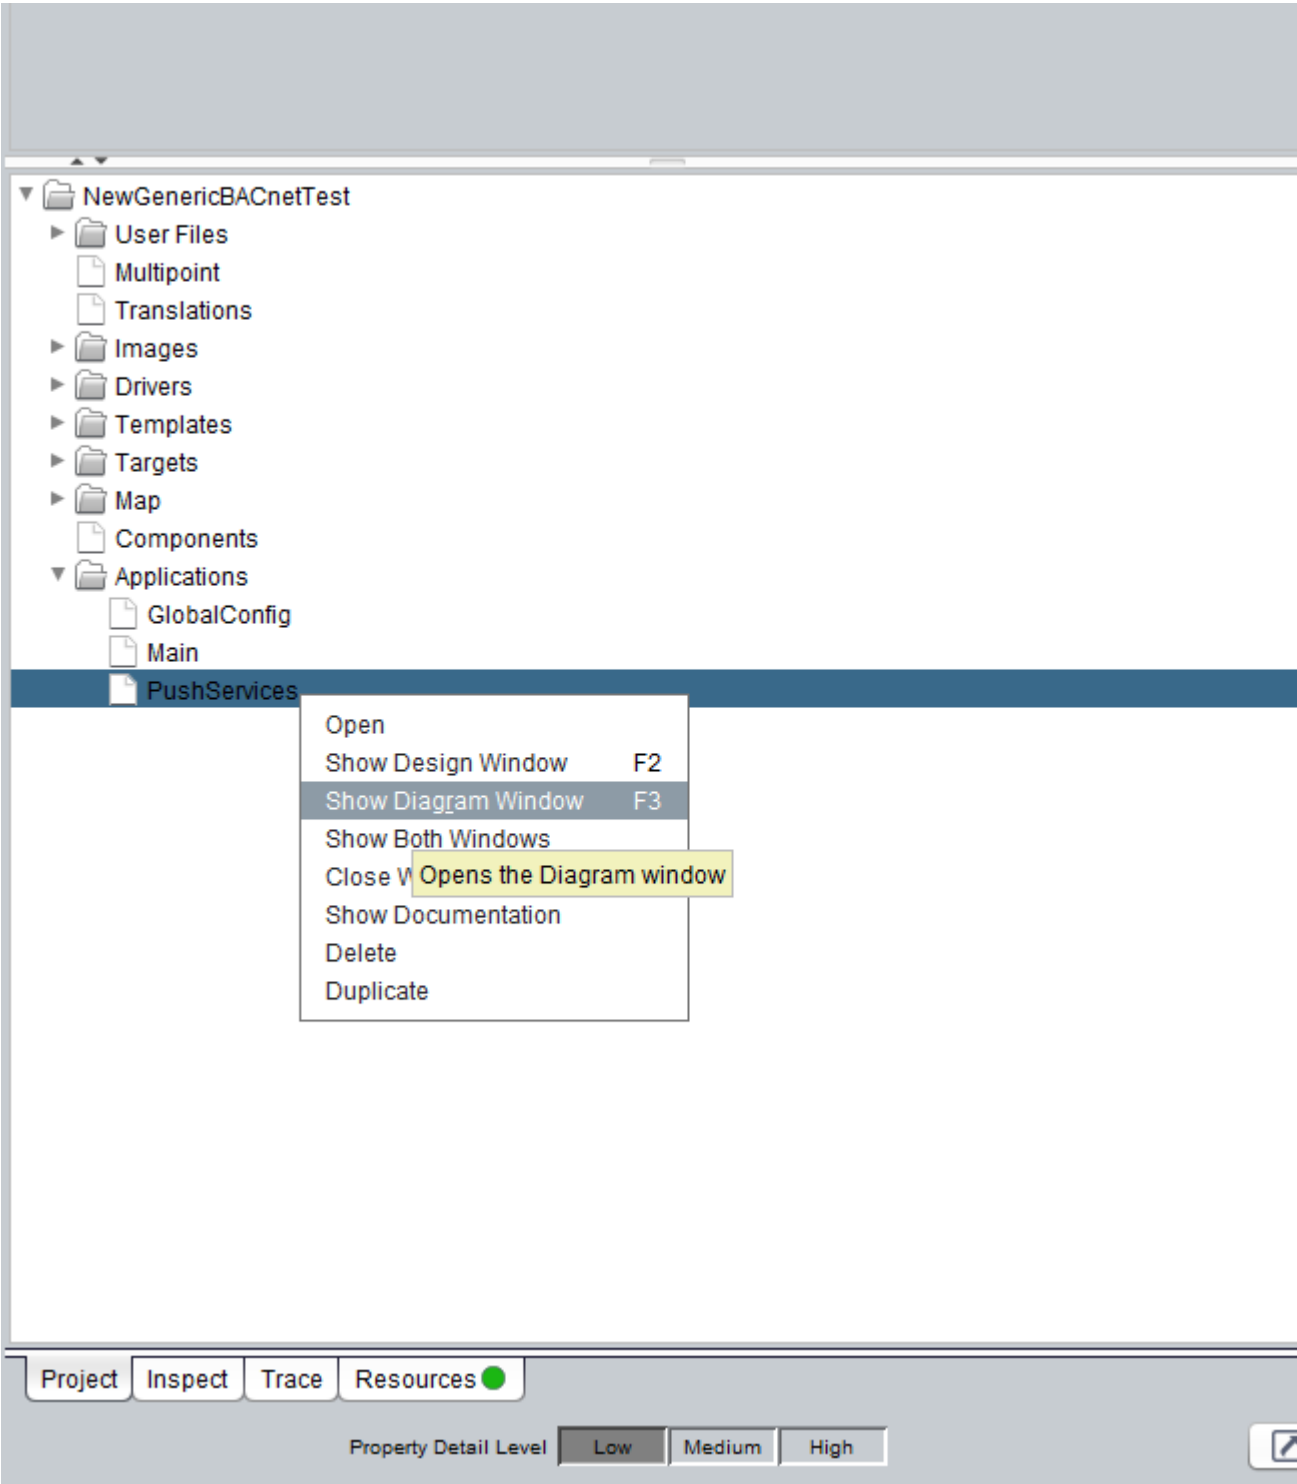 NewGenericBACnetTest
User Files
Multipoint
Translations
Images
Drivers
Templates
Targets
Map
Components
Applications
GlobalConfig
Main
PushServices
Open
Show Design Window F2
Show Diagram Window F3
Show Both Windows
Close W
Opens the Diagram window
Show Documentation
Delete
Duplicate
Project Inspect Trace Resources
Property Detail Level Low Medium High